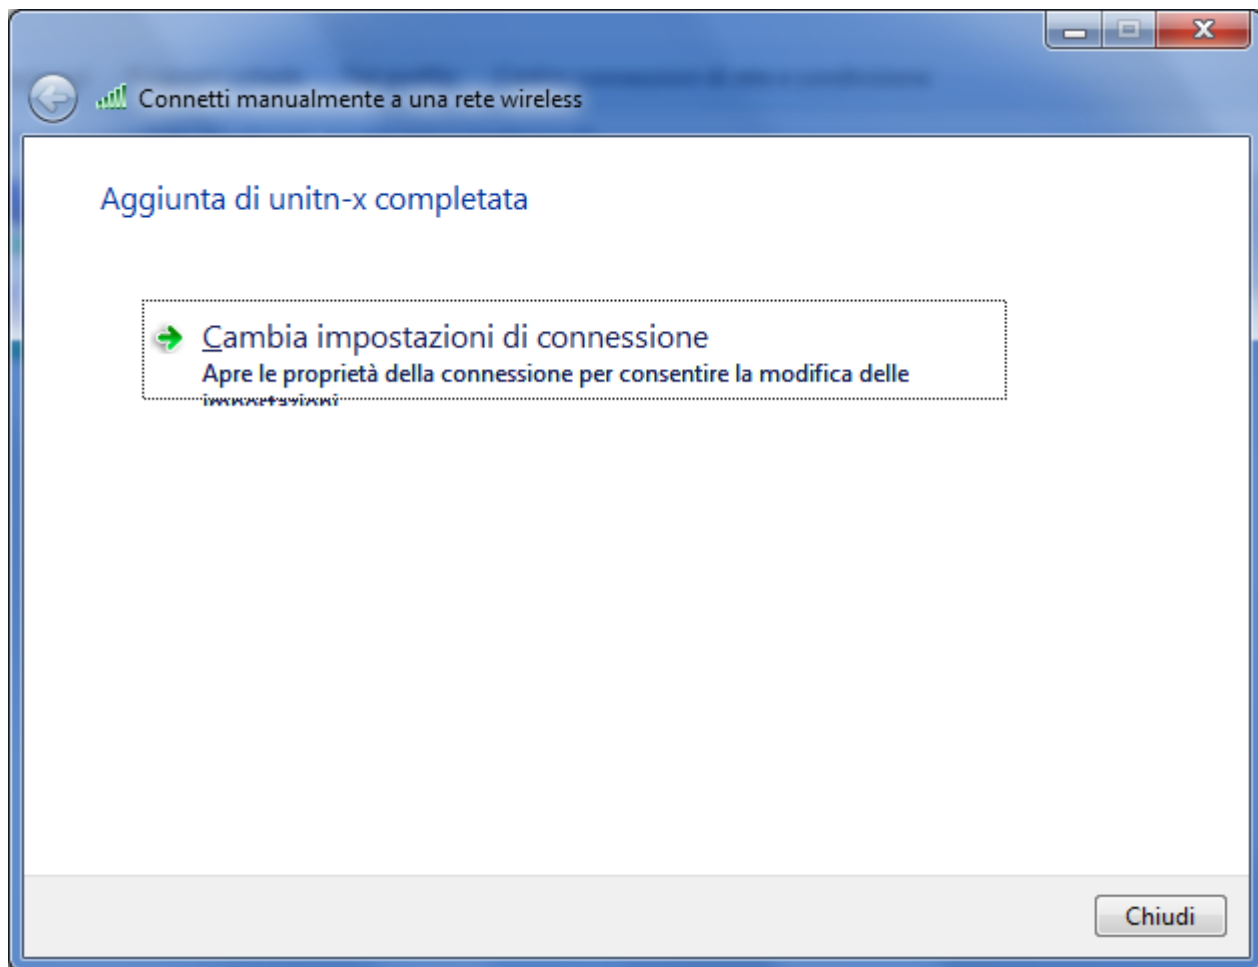 Connetti manualmente a una rete wireless
Aggiunta di unitn-x completata
Cambia impostazioni di connessione
Apre le proprietà della connessione per consentire la modifica delle
impostazioni
Chiudi